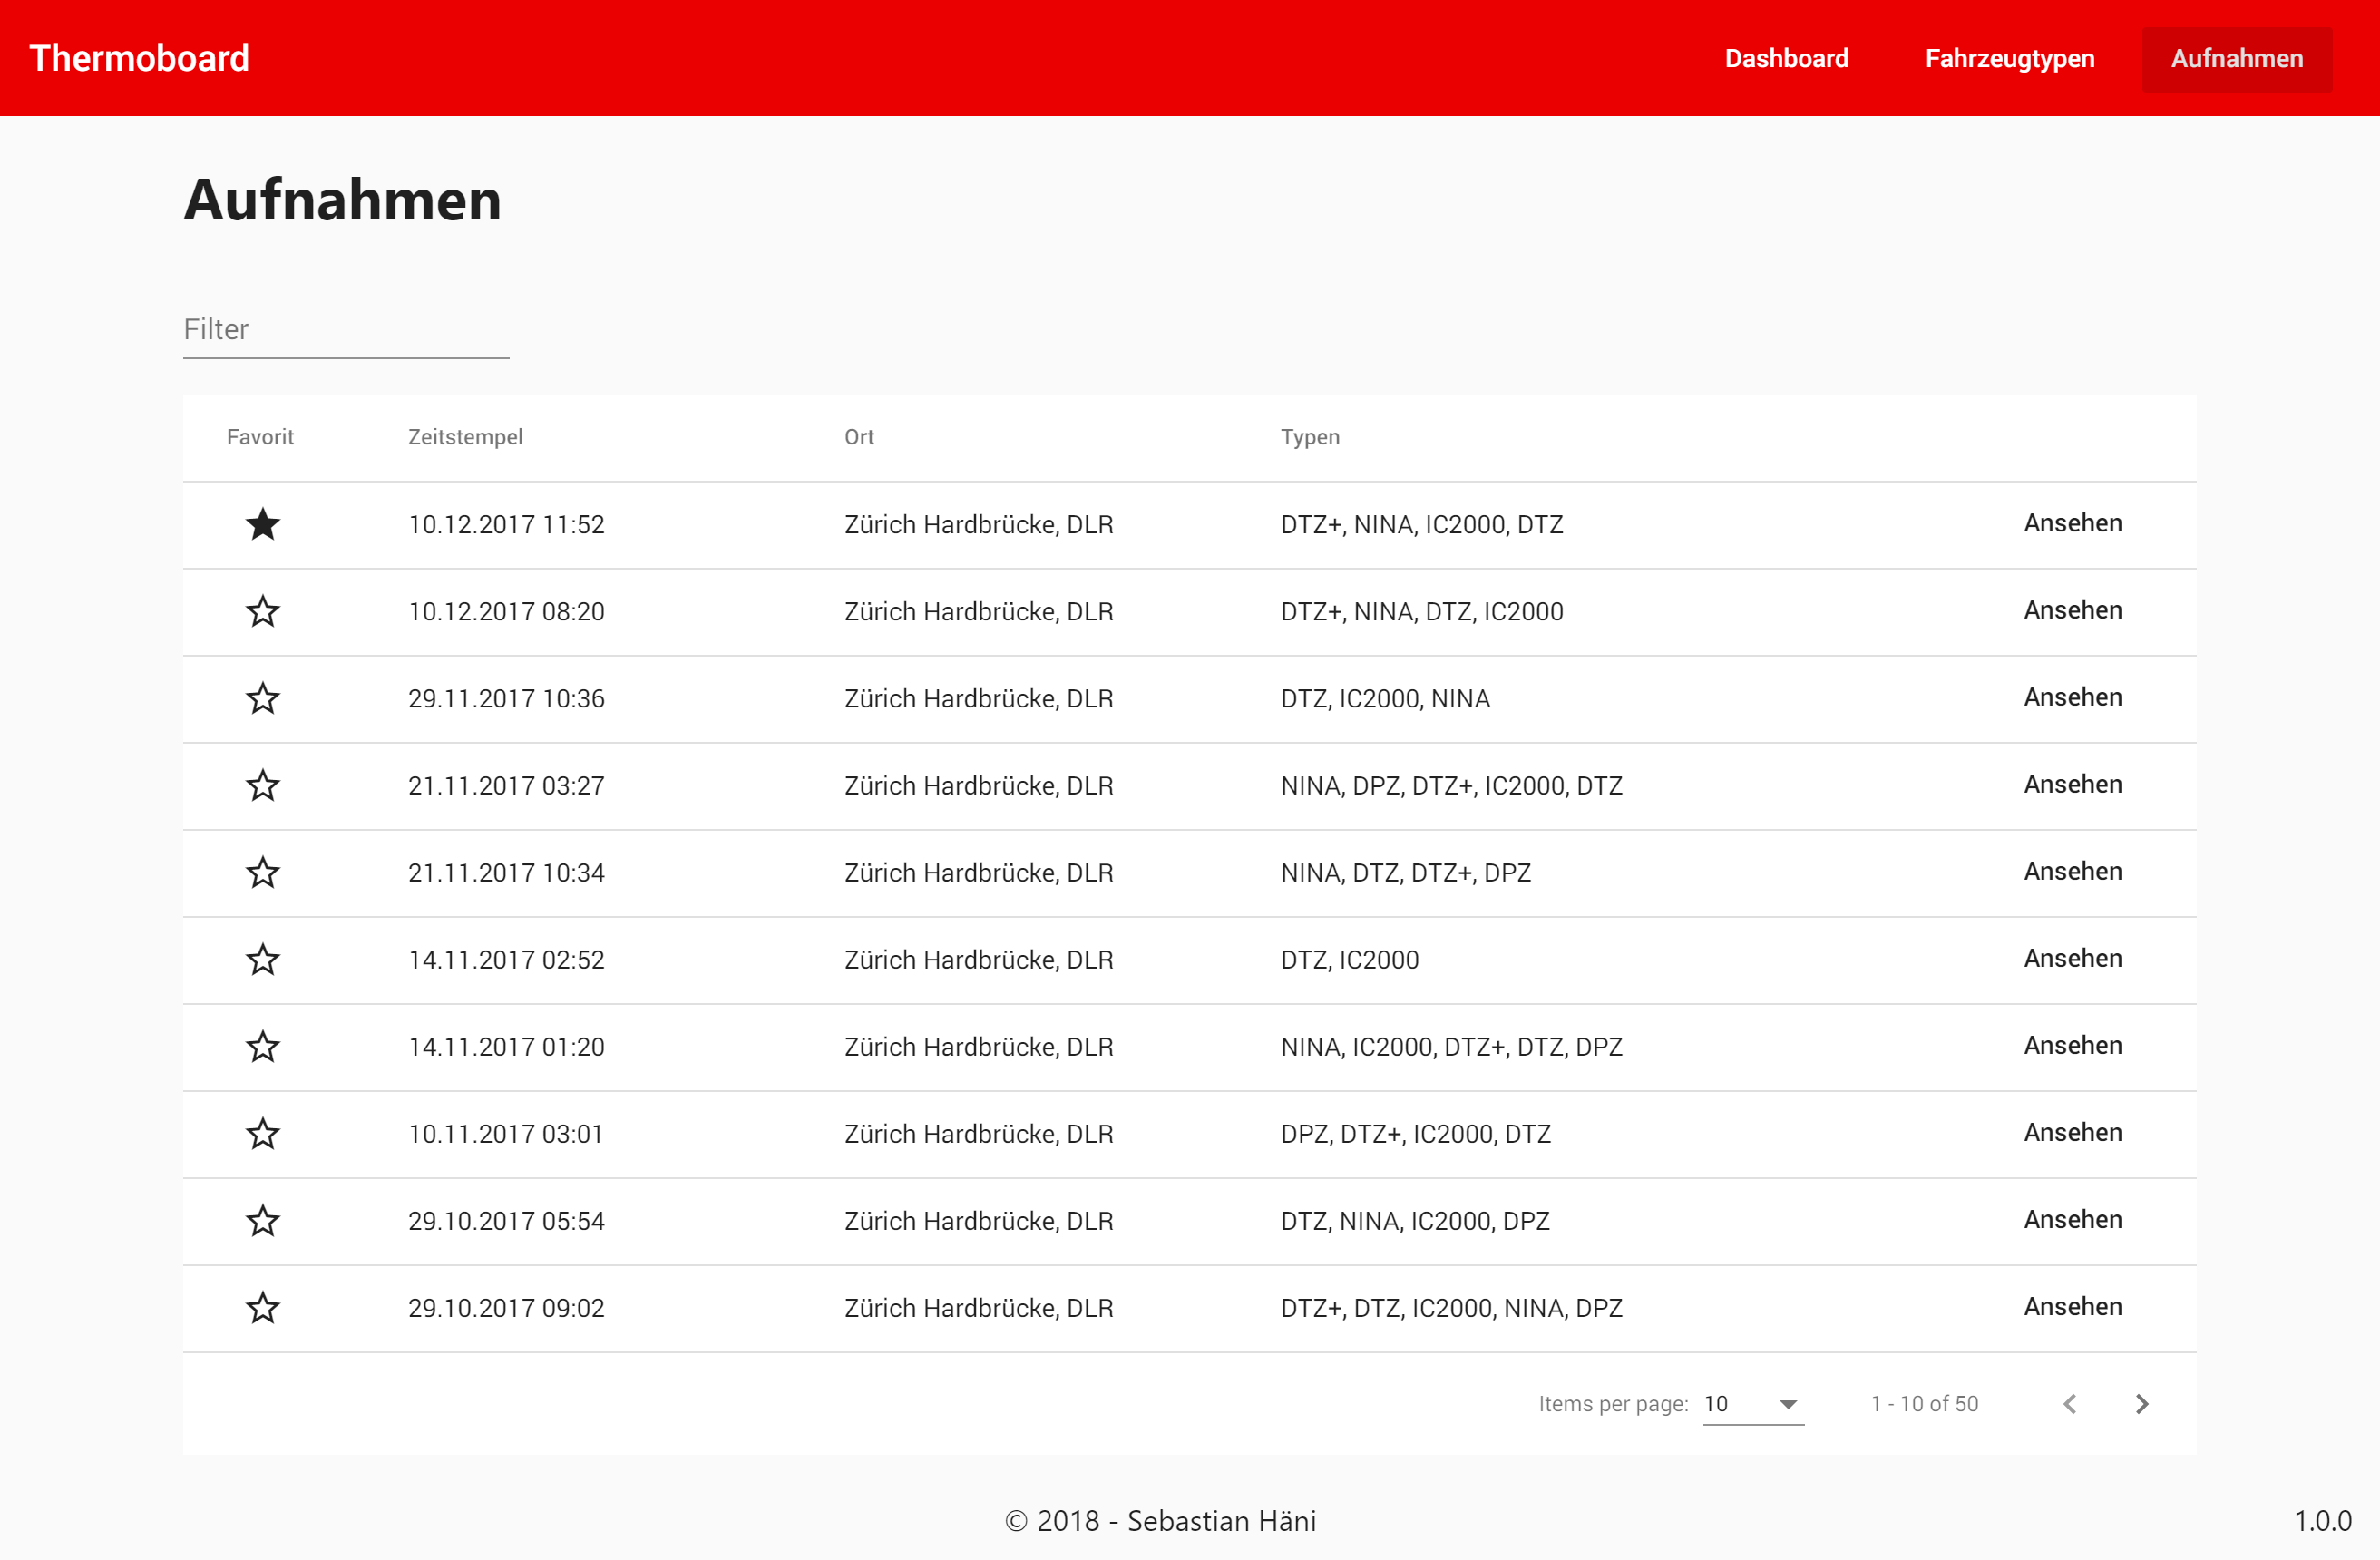 Thermoboard Dashboard Fahrzeugtypen Aufnahmen
Aufnahmen
Filter
Favorit Zeitstempel Ort Typen
10.12.2017 11:52 Zürich Hardbrücke, DLR DTZ+, NINA, IC2000, DTZ Ansehen
10.12.2017 08:20 Zürich Hardbrücke, DLR DTZ+, NINA, DTZ, IC2000 Ansehen
29.11.2017 10:36 Zürich Hardbrücke, DLR DTZ, IC2000, NINA Ansehen
21.11.2017 03:27 Zürich Hardbrücke, DLR NINA, DPZ, DTZ+, IC2000, DTZ Ansehen
21.11.2017 10:34 Zürich Hardbrücke, DLR NINA, DTZ, DTZ+, DPZ Ansehen
14.11.2017 02:52 Zürich Hardbrücke, DLR DTZ, IC2000 Ansehen
14.11.2017 01:20 Zürich Hardbrücke, DLR NINA, IC2000, DTZ+, DTZ, DPZ Ansehen
10.11.2017 03:01 Zürich Hardbrücke, DLR DPZ, DTZ+, IC2000, DTZ Ansehen
29.10.2017 05:54 Zürich Hardbrücke, DLR DTZ, NINA, IC2000, DPZ Ansehen
29.10.2017 09:02 Zürich Hardbrücke, DLR DTZ+, DTZ, IC2000, NINA, DPZ Ansehen
Items per page: 10 1 - 10 of 50
© 2018 - Sebastian Häni 1.0.0